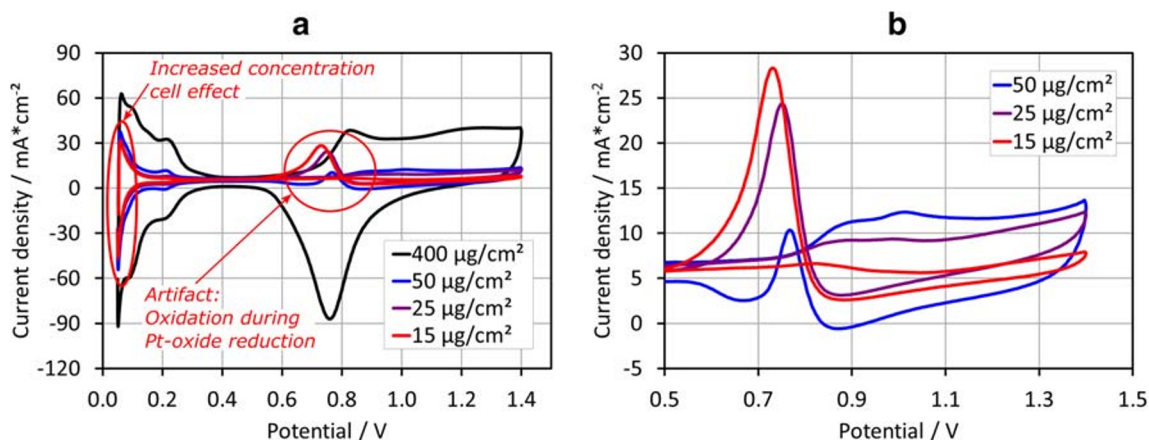 a
90
60
30
0
-30
-60
-90
-120
Current density / mA*cm⁻²
Increased concentration
cell effect
Artifact:
Oxidation during
Pt-oxide reduction
400 µg/cm²
50 µg/cm²
25 µg/cm²
15 µg/cm²
0.0 0.2 0.4 0.6 0.8 1.0 1.2 1.4
Potential / V
b
30
25
20
15
10
5
0
-5
Current density / mA*cm⁻²
50 µg/cm²
25 µg/cm²
15 µg/cm²
0.5 0.7 0.9 1.1 1.3 1.5
Potential / V